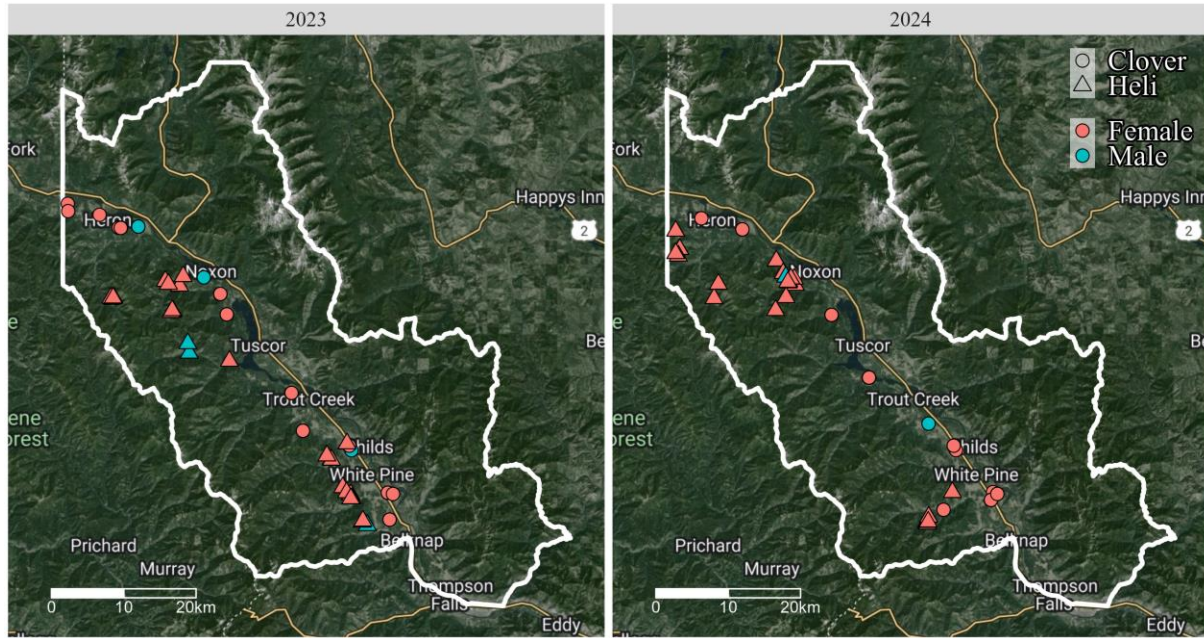 2023
2024
Clover
Heli
Female
Male
Fork
Heron
Happys Inn
2
Noxon
Tuscor
Be
Trout Creek
ene
orest
Childs
White Pine
Prichard
Belknap
Murray
Thompson
Falls
Eddy
0 10 20km
Fork
Heron
Happys Inn
2
Noxon
Tuscor
Be
Trout Creek
ene
orest
Childs
White Pine
Prichard
Belknap
Murray
Thompson
Falls
Eddy
0 10 20km